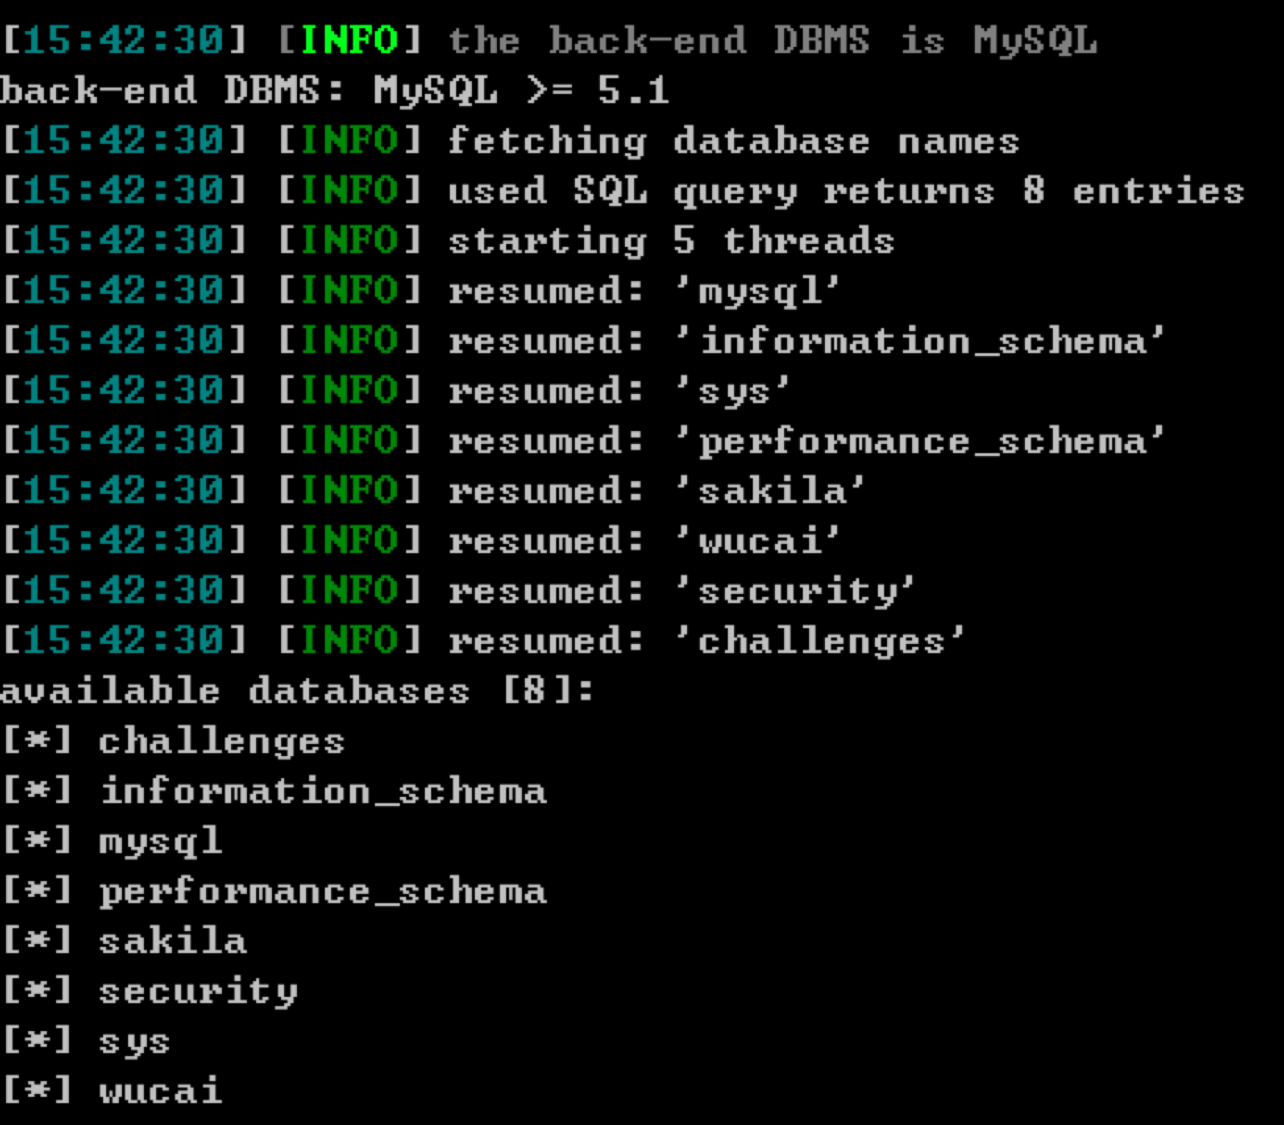 [15:42:30] [INFO] the back-end DBMS is MySQL
back-end DBMS: MySQL >= 5.1
[15:42:30] [INFO] fetching database names
[15:42:30] [INFO] used SQL query returns 8 entries
[15:42:30] [INFO] starting 5 threads
[15:42:30] [INFO] resumed: 'mysql'
[15:42:30] [INFO] resumed: 'information_schema'
[15:42:30] [INFO] resumed: 'sys'
[15:42:30] [INFO] resumed: 'performance_schema'
[15:42:30] [INFO] resumed: 'sakila'
[15:42:30] [INFO] resumed: 'wucai'
[15:42:30] [INFO] resumed: 'security'
[15:42:30] [INFO] resumed: 'challenges'
available databases [8]:
[*] challenges
[*] information_schema
[*] mysql
[*] performance_schema
[*] sakila
[*] security
[*] sys
[*] wucai